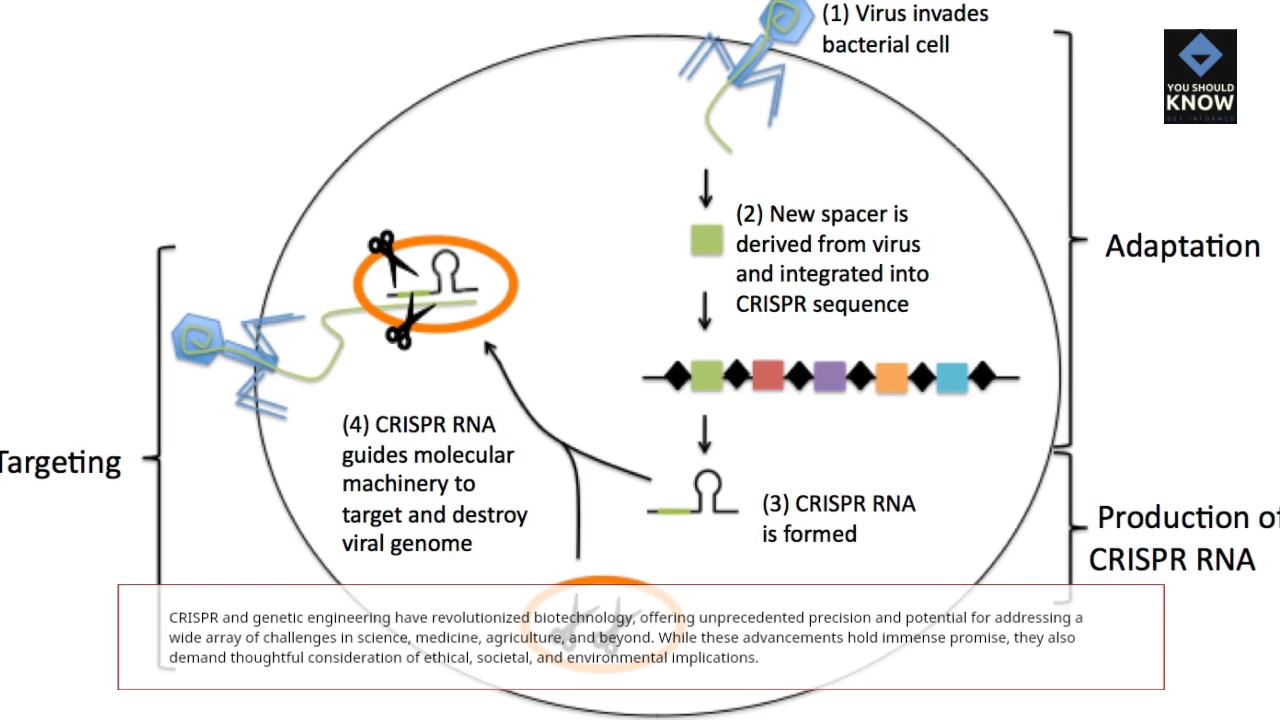 (1) Virus invades
bacterial cell
YOU SHOULD
KNOW
GET INFORMED
(2) New spacer is
derived from virus
and integrated into
CRISPR sequence
Adaptation
Targeting
(4) CRISPR RNA
guides molecular
machinery to
target and destroy
viral genome
(3) CRISPR RNA
is formed
Production of
CRISPR RNA
CRISPR and genetic engineering have revolutionized biotechnology, offering unprecedented precision and potential for addressing a
wide array of challenges in science, medicine, agriculture, and beyond. While these advancements hold immense promise, they also
demand thoughtful consideration of ethical, societal, and environmental implications.